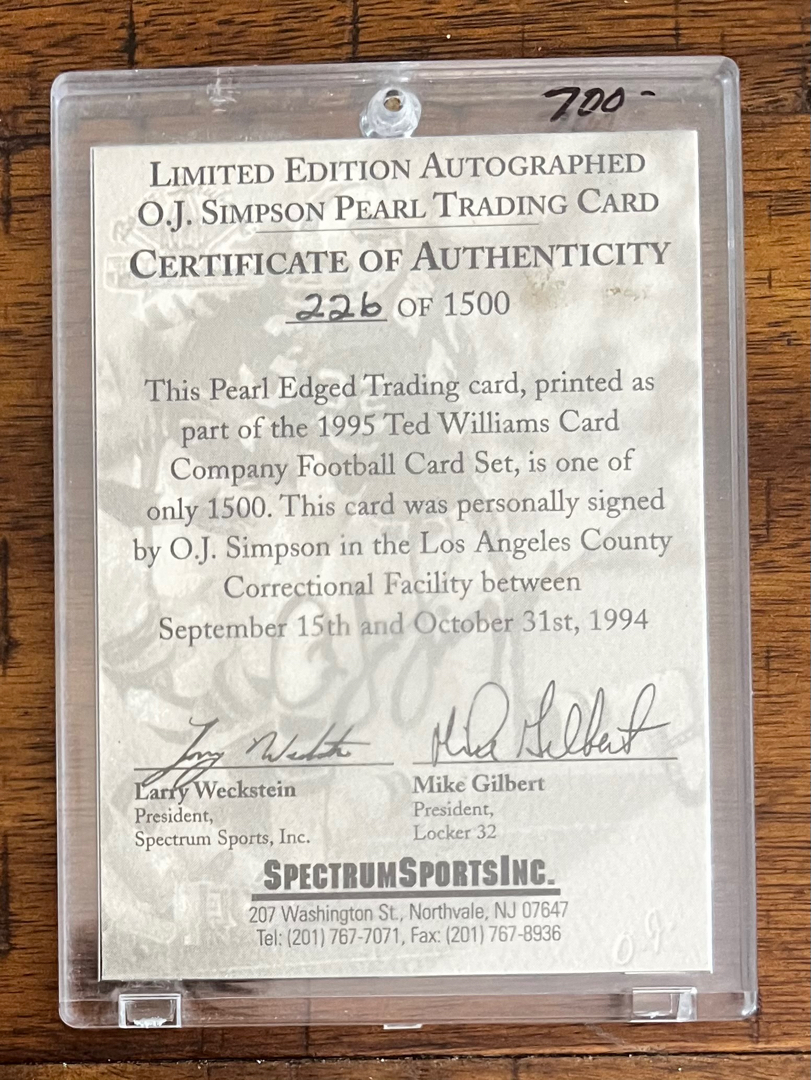 700-
LIMITED EDITION AUTOGRAPHED
O.J. SIMPSON PEARL TRADING CARD
CERTIFICATE OF AUTHENTICITY
226 OF 1500
This Pearl Edged Trading card, printed as
part of the 1995 Ted Williams Card
Company Football Card Set, is one of
only 1500. This card was personally signed
by O.J. Simpson in the Los Angeles County
Correctional Facility between
September 15th and October 31st, 1994
Larry Weckstein Mike Gilbert
Larry Weckstein Mike Gilbert
President, President,
Spectrum Sports, Inc. Locker 32
SPECTRUMSPORTSINC.
207 Washington St., Northvale, NJ 07647
Tel: (201) 767-7071, Fax: (201) 767-8936
O.J.